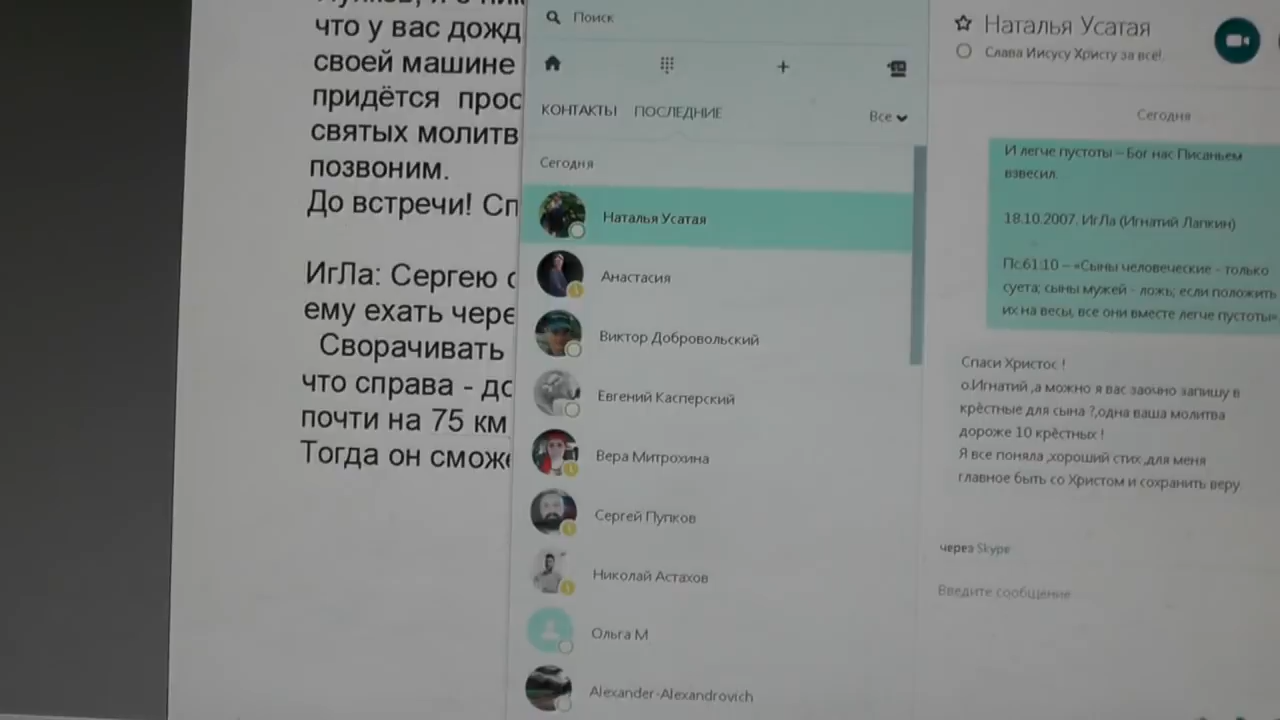 что у вас дожд
своей машине
придётся прос
святых молитв
позвоним.
До встречи! Сп
ИгЛа: Сергею
ему ехать чере
Сворачивать
что справа - до
почти на 75 км
Тогда он сможе
Поиск
КОНТАКТЫ ПОСЛЕДНИЕ
Все
Сегодня
Наталья Усатая
Анастасия
Виктор Добровольский
Евгений Касперский
Вера Митрохина
Сергей Пупков
Николай Астахов
Ольга М
Alexander-Alexandrovich
Наталья Усатая
Слава Иисусу Христу за всё!
Сегодня
И легче пустоты – Бог нас Писаньем
взвесил.
18.10.2007. ИгЛа (Игнатий Лапкин)
Пс.61:10 – «Сыны человеческие - только
суета; сыны мужей - ложь; если положить
их на весы, все они вместе легче пустоты»
Спаси Христос !
о.Игнатий ,а можно я вас заочно запишу в
крёстные для сына ?,одна ваша молитва
дороже 10 крёстных !
Я все поняла ,хороший стих ,для меня
главное быть со Христом и сохранить веру.
через Skype
Введите сообщение